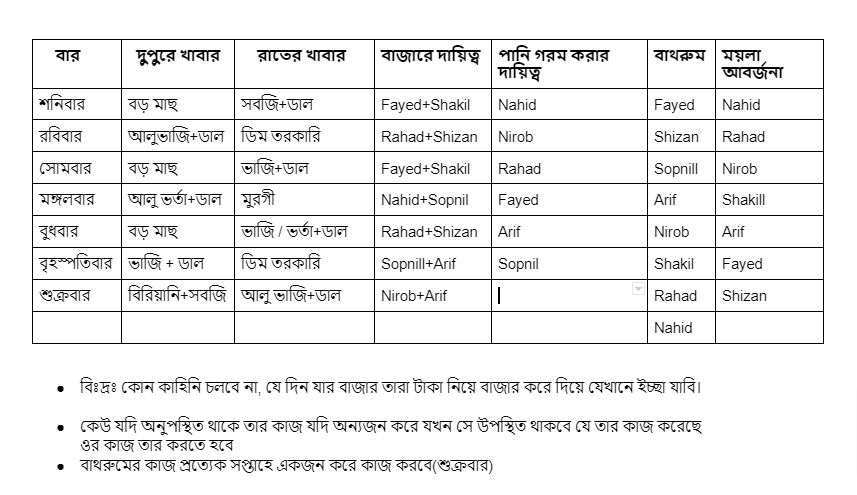 বার দুপুরে খাবার রাতের খাবার বাজারে দায়িত্ব পানি গরম করার দায়িত্ব বাথরুম ময়লা আবর্জনা
শনিবার বড় মাছ সবজি+ডাল Fayed+Shakil Nahid Fayed Nahid
রবিবার আলুভাজি+ডাল ডিম তরকারি Rahad+Shizan Nirob Shizan Rahad
সোমবার বড় মাছ ভাজি+ডাল Fayed+Shakil Rahad Sopnill Nirob
মঙ্গলবার আলু ভর্তা+ডাল মুরগী Nahid+Sopnil Fayed Arif Shakill
বুধবার বড় মাছ ভাজি / ভর্তা+ডাল Rahad+Shizan Arif Nirob Arif
বৃহস্পতিবার ভাজি + ডাল ডিম তরকারি Sopnill+Arif Sopnil Shakil Fayed
শুক্রবার বিরিয়ানি+সবজি আলু ভাজি+ডাল Nirob+Arif Rahad Shizan
Nahid
• বিঃদ্রঃ কোন কাহিনি চলবে না, যে দিন যার বাজার তারা টাকা নিয়ে বাজার করে দিয়ে যেখানে ইচ্ছা যাবি।
• কেউ যদি অনুপস্থিত থাকে তার কাজ যদি অন্যজন করে যখন সে উপস্থিত থাকবে যে তার কাজ করেছে
ওর কাজ তার করতে হবে
• বাথরুমের কাজ প্রত্যেক সপ্তাহে একজন করে কাজ করবে(শুক্রবার)